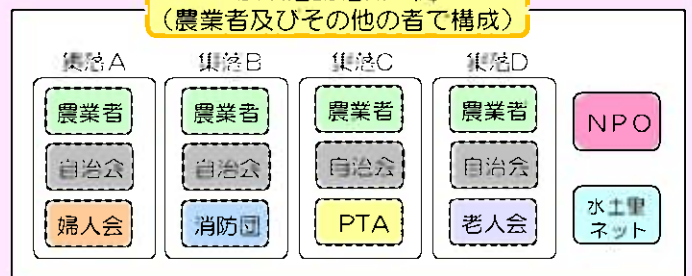 （農業者及びその他の者で構成）
集落A 集落B 集落C 集落D
農業者 農業者 農業者 農業者
NPO
自治会 自治会 自治会 自治会
婦人会 消防団 PTA 老人会
水土里
ネット